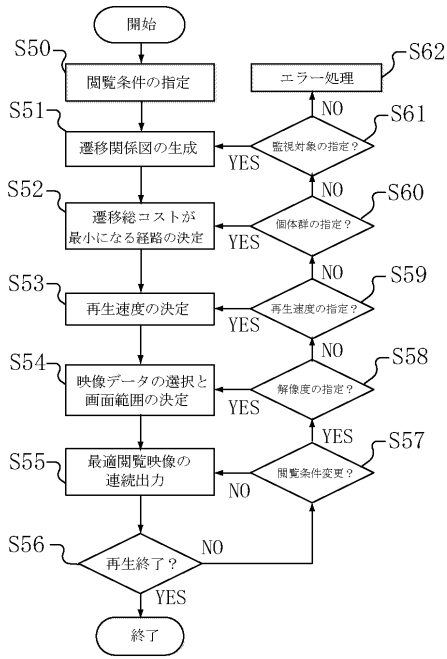 開始
S50
閲覧条件の指定
S62
エラー処理
NO
S51
遷移関係図の生成
S61
監視対象の指定?
YES
NO
S52
遷移総コストが
最小になる経路の決定
S60
個体群の指定?
YES
NO
S53
再生速度の決定
S59
再生速度の指定?
YES
NO
S54
映像データの選択と
画面範囲の決定
S58
解像度の指定?
YES
YES
S55
最適閲覧映像の
連続出力
S57
閲覧条件変更?
NO
S56
再生終了?
NO
YES
終了